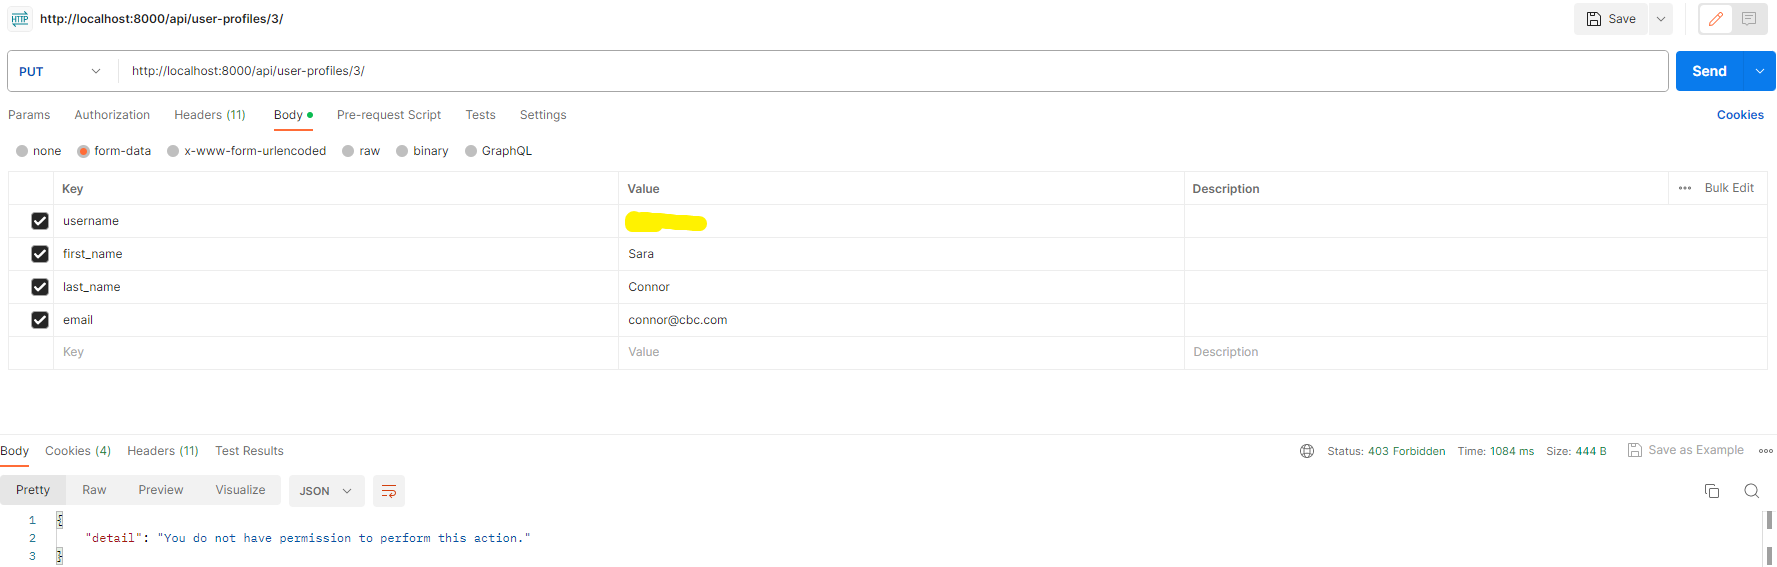 HTTP http://localhost:8000/api/user-profiles/3/ Save
PUT http://localhost:8000/api/user-profiles/3/ Send
Params Authorization Headers (11) Body Pre-request Script Tests Settings Cookies
none form-data x-www-form-urlencoded raw binary GraphQL
Key Value Description Bulk Edit
username
first_name Sara
last_name Connor
email connor@cbc.com
Key Value Description
Body Cookies (4) Headers (11) Test Results Status: 403 Forbidden Time: 1084 ms Size: 444 B Save as Example
Pretty Raw Preview Visualize JSON
1 {
2 "detail": "You do not have permission to perform this action."
3 }